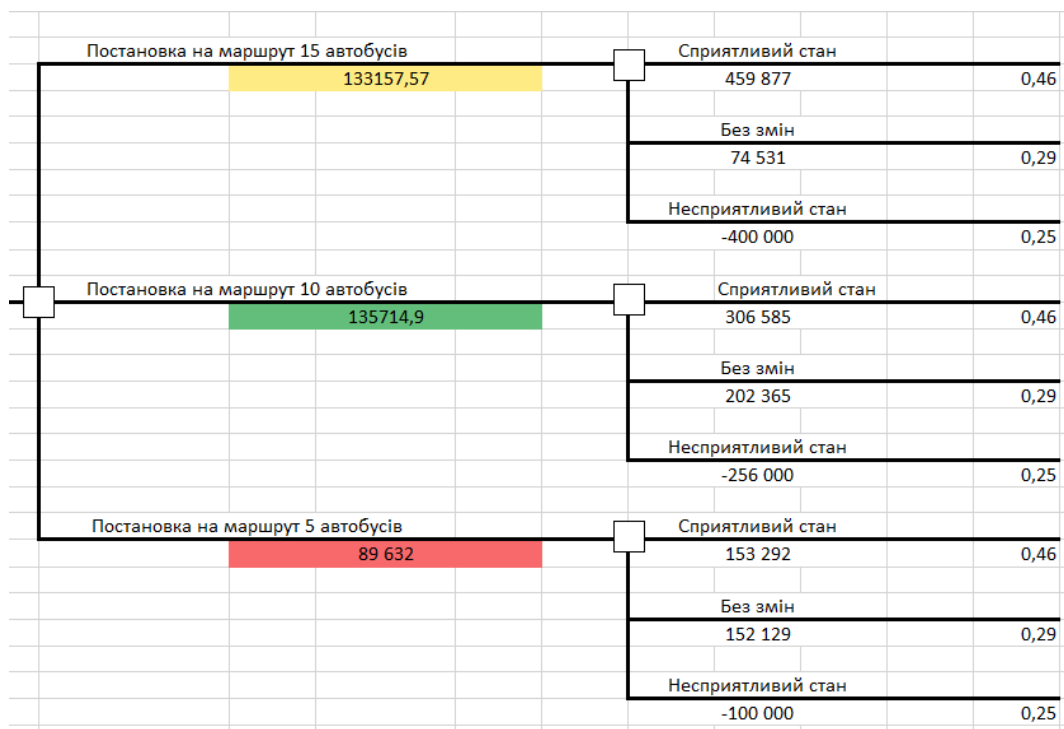 Постановка на маршрут 15 автобусів Сприятливий стан
133157,57 459 877 0,46
Без змін
74 531 0,29
Несприятливий стан
-400 000 0,25
Постановка на маршрут 10 автобусів Сприятливий стан
135714,9 306 585 0,46
Без змін
202 365 0,29
Несприятливий стан
-256 000 0,25
Постановка на маршрут 5 автобусів Сприятливий стан
89 632 153 292 0,46
Без змін
152 129 0,29
Несприятливий стан
-100 000 0,25